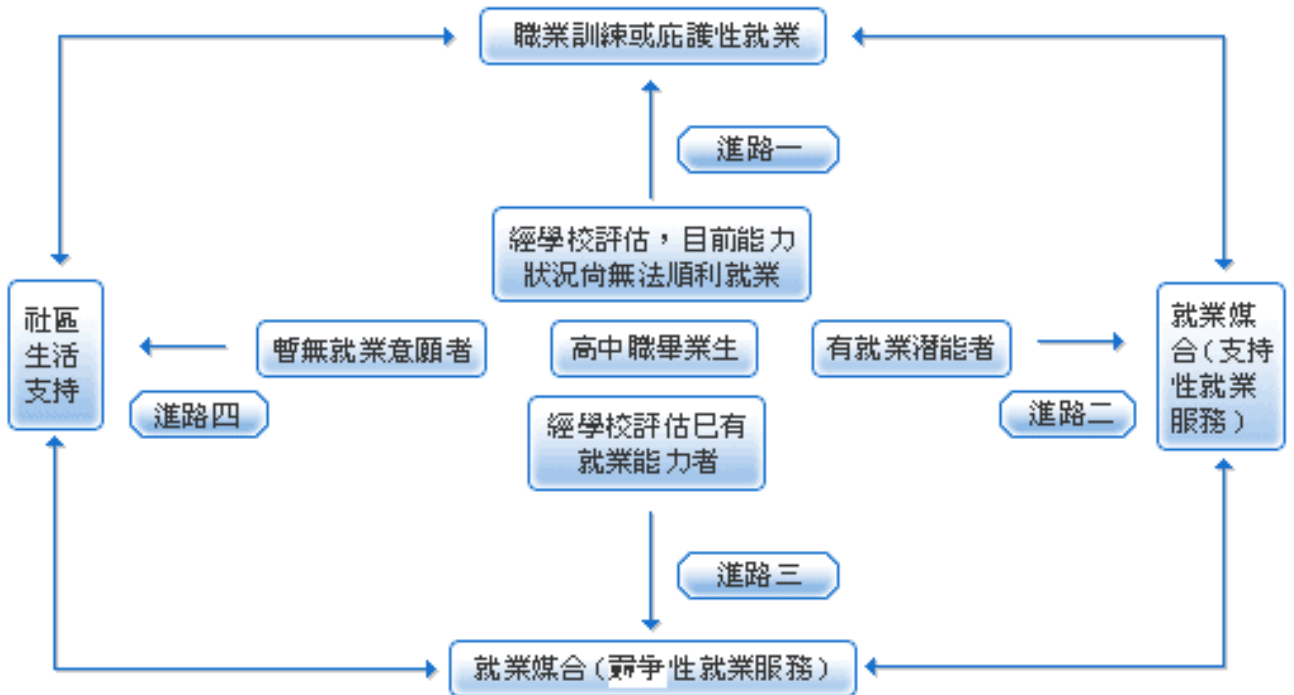 職業訓練或庇護性就業
進路一
經學校評估，目前能力
狀況尚無法順利就業
社區
生活
支持
暫無就業意願者
高中職畢業生
有就業潛能者
就業媒
合(支持
性就業
服務)
進路四
進路二
經學校評估已有
就業能力者
進路三
就業媒合(爭性就業服務)